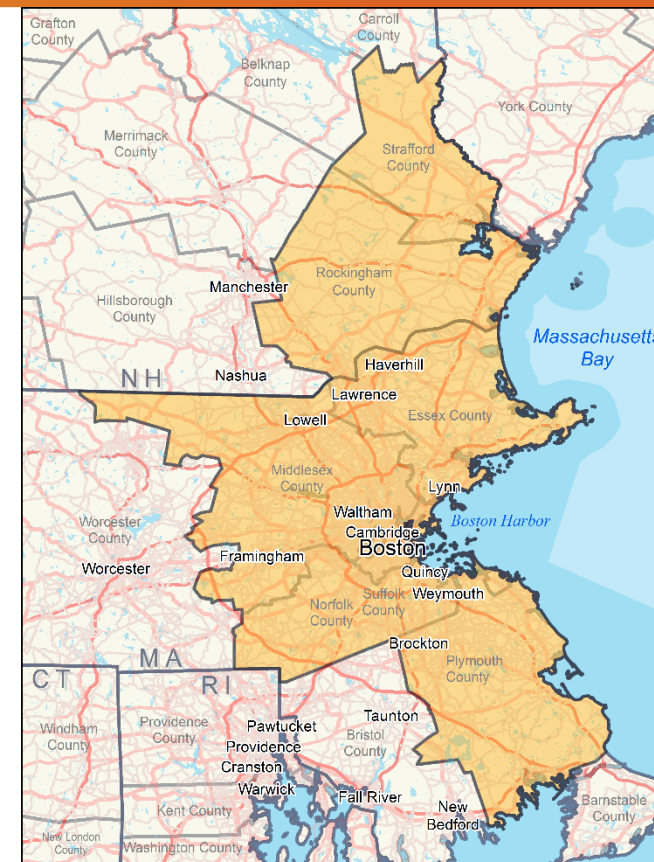 Grafton
County
Carroll
County
Belknap
County
York County
Merrimack
County
Strafford
County
Rockingham
County
Manchester
Hillsborough
County
Massachusetts
Bay
NH
Nashua
Haverhill
Lawrence
Essex County
Lowell
Middlesex
County
Lynn
Waltham
Boston Harbor
Worcester
County
Cambridge
Boston
Framingham
Worcester
Quincy
Suffolk
County
Weymouth
Norfolk
County
Brockton
MA
Plymouth
County
CT
RI
Windham
County
Providence
County
Taunton
Pawtucket
Bristol
County
Providence
Cranston
Warwick
Fall River
Kent County
New
Bedford
Barnstable
County
New London
County
Washington County